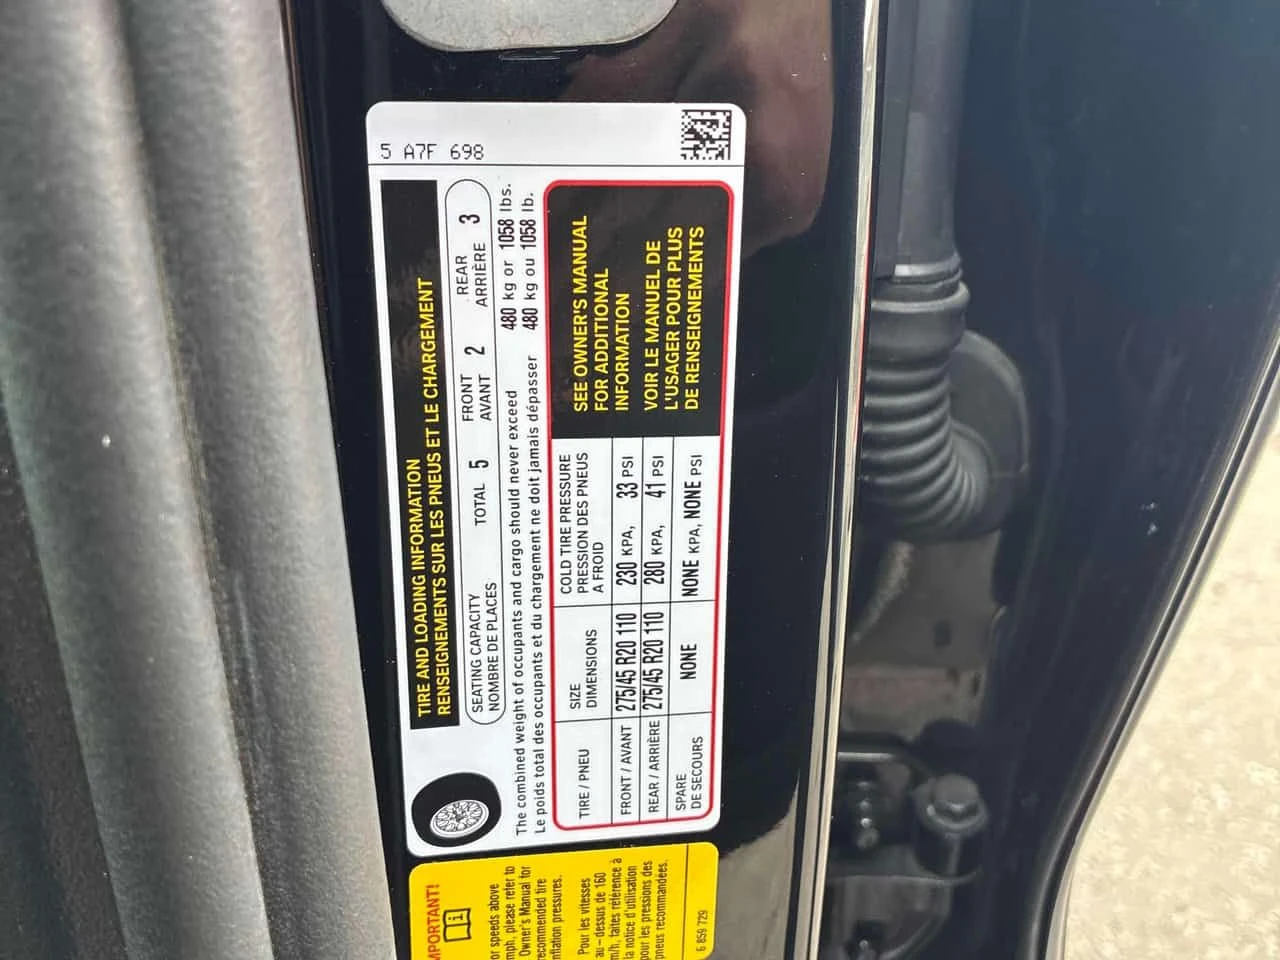 5 A7F 698
TIRE AND LOADING INFORMATION
RENSEIGNEMENTS SUR LES PNEUS ET LE CHARGEMENT
SEATING CAPACITY TOTAL 5 FRONT 2 REAR 3
NOMBRE DE PLACES AVANT ARRIÈRE
The combined weight of occupants and cargo should never exceed 480 kg or 1058 lbs.
Le poids total des occupants et du chargement ne doit jamais dépasser 480 kg ou 1058 lb.
TIRE / PNEU SIZE DIMENSIONS COLD TIRE PRESSURE PRESSION DES PNEUS A FROID
FRONT / AVANT 275/45 R20 110 230 KPA, 33 PSI
REAR / ARRIÈRE 275/45 R20 110 280 KPA, 41 PSI
SPARE DE SECOURS NONE NONE KPA, NONE PSI
SEE OWNER'S MANUAL
FOR ADDITIONAL
INFORMATION
VOIR LE MANUEL DE
L'USAGER POUR PLUS
DE RENSEIGNEMENTS
MPORTANT!
or speeds above
mph, please refer to
Owner's Manual for
recommended tire
nflation pressures.
Pour les vitesses
au-dessus de 160
m/h, faites référence à
la notice d'utilisation
pour les pressions des
pneus recommandées.
6 859 729